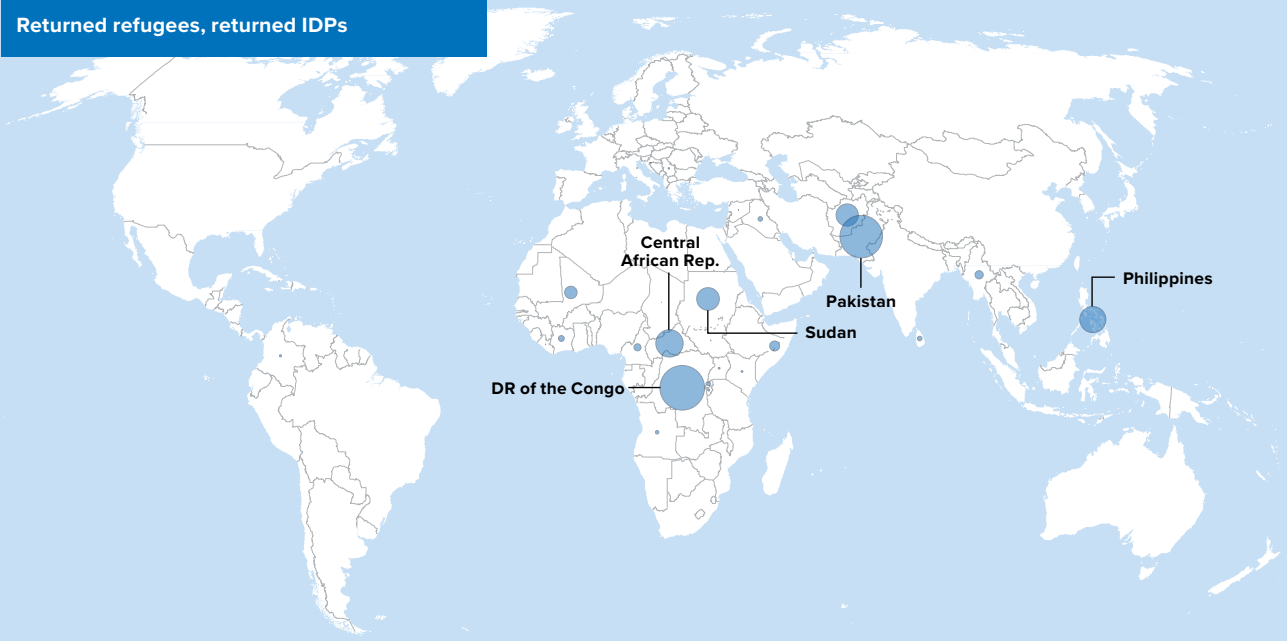 Returned refugees, returned IDPs
Central
African Rep.
Philippines
Pakistan
Sudan
DR of the Congo